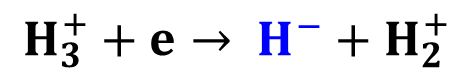 H₃⁺ + e → H⁻ + H₂⁺